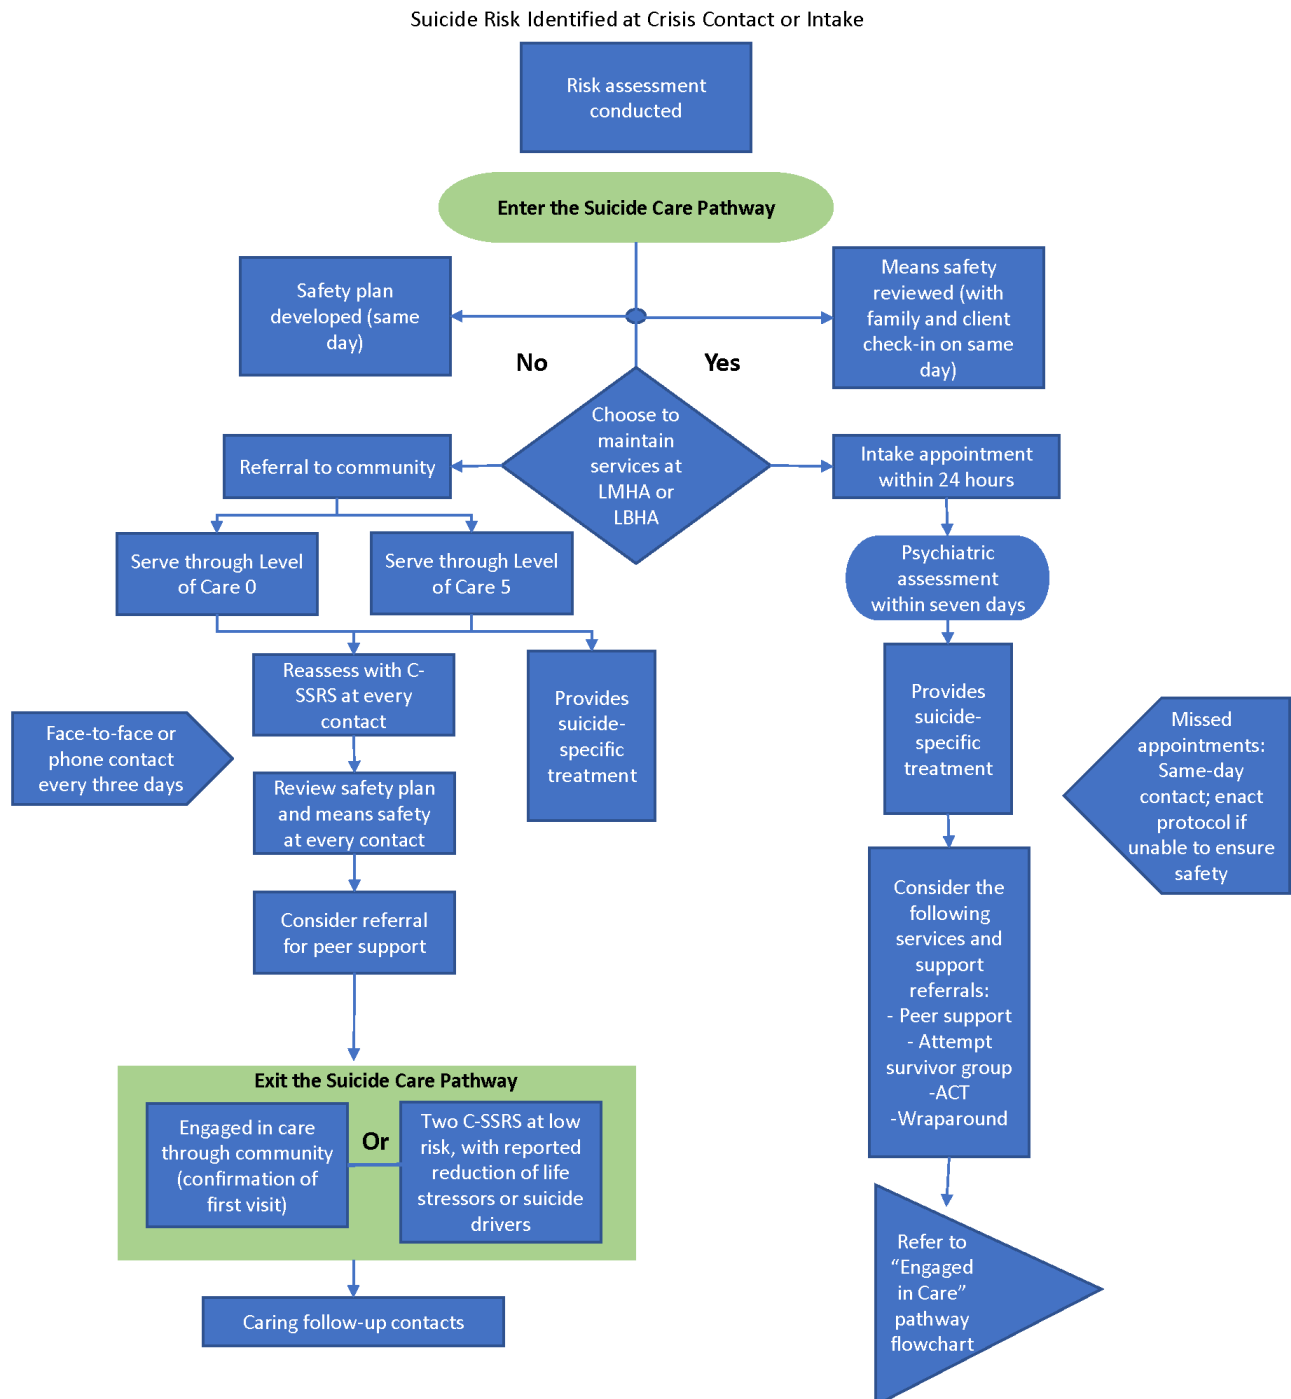 Suicide Risk Identified at Crisis Contact or Intake
Risk assessment
conducted
Enter the Suicide Care Pathway
Safety plan
developed (same
day)
Means safety
reviewed (with
family and client
check-in on same
day)
No
Yes
Choose to
maintain
services at
LMHA or
LBHA
Referral to community
Intake appointment
within 24 hours
Serve through Level
of Care 0
Serve through Level
of Care 5
Psychiatric
assessment
within seven days
Reassess with C-
SSRS at every
contact
Provides
suicide-
specific
treatment
Provides
suicide-
specific
treatment
Face-to-face or
phone contact
every three days
Missed
appointments:
Same-day
contact; enact
protocol if
unable to ensure
safety
Review safety plan
and means safety
at every contact
Consider referral
for peer support
Consider the
following
services and
support
referrals:
- Peer support
- Attempt
survivor group
-ACT
-Wraparound
Exit the Suicide Care Pathway
Engaged in care
through community
(confirmation of
first visit)
Or
Two C-SSRS at low
risk, with reported
reduction of life
stressors or suicide
drivers
Refer to
“Engaged
in Care”
pathway
flowchart
Caring follow-up contacts